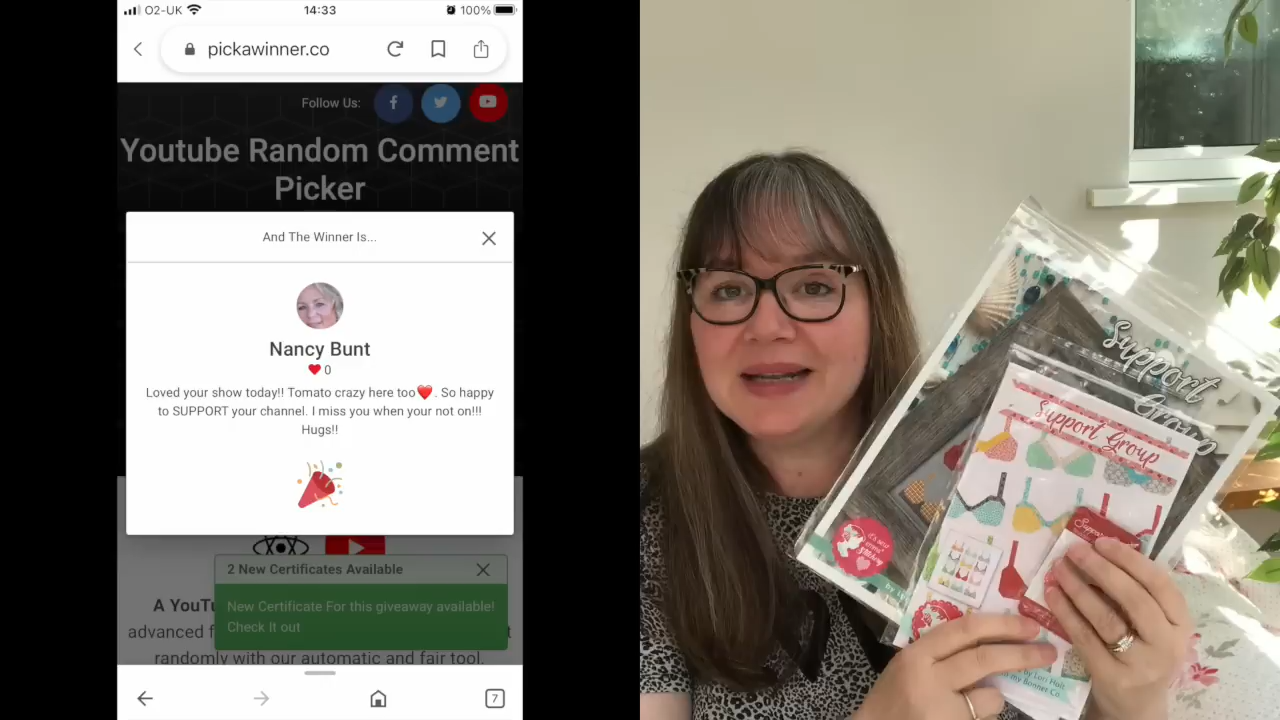 O2-UK 14:33 100%
pickawinner.co
Follow Us:
Youtube Random Comment
Picker
And The Winner Is...
Nancy Bunt
0
Loved your show today!! Tomato crazy here too❤️. So happy
to SUPPORT your channel. I miss you when your not on!!!
Hugs!!
2 New Certificates Available
New Certificate For this giveaway available!
Check It out
A YouTu
advanced f t
randomly with our automatic and fair tool.
7
Support
Group
Support Group
by Lori Holt